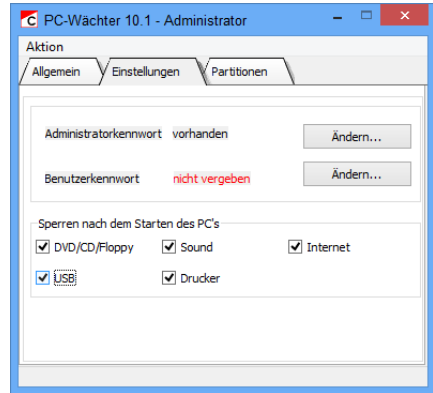 C PC-Wächter 10.1 - Administrator
Aktion
Allgemein Einstellungen Partitionen
Administratorkennwort vorhanden Ändern...
Benutzerkennwort nicht vergeben Ändern...
Sperren nach dem Starten des PC's
DVD/CD/Floppy Sound Internet
USB Drucker